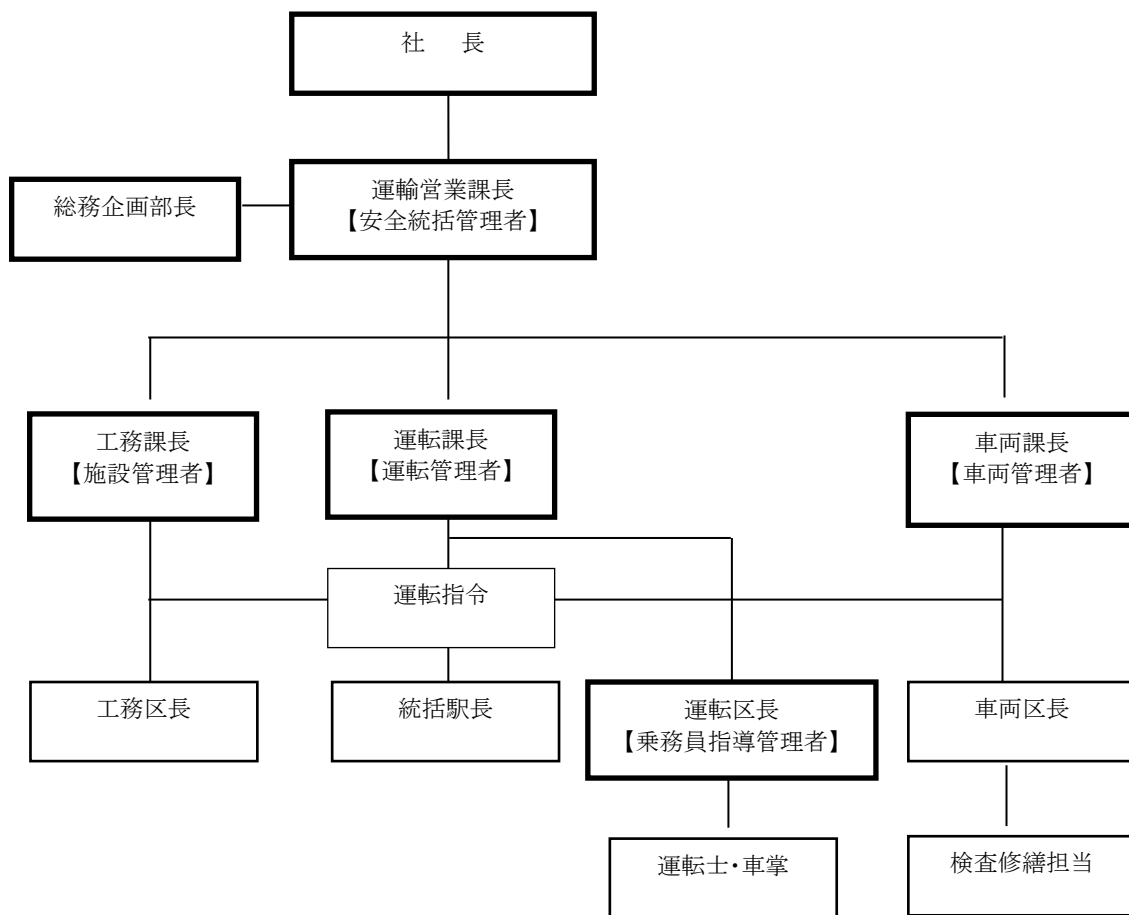 社 長
運輸営業課長
【安全統括管理者】
総務企画部長
工務課長
【施設管理者】
運転課長
【運転管理者】
車両課長
【車両管理者】
運転指令
工務区長
統括駅長
運転区長
【乗務員指導管理者】
車両区長
運転士・車掌
検査修繕担当